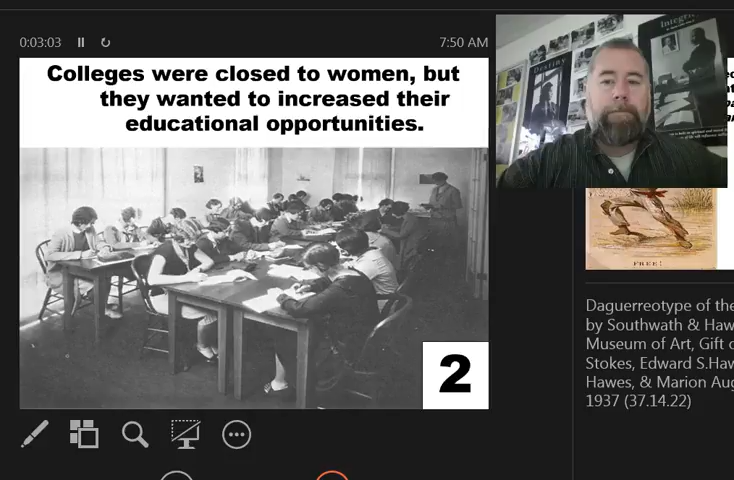 0:03:03
7:50 AM
Colleges were closed to women, but
they wanted to increased their
educational opportunities.
2
Destiny
Integri
FREE!
Daguerreotype of the
by Southwath & Haw
Museum of Art, Gift o
Stokes, Edward S.Haw
Hawes, & Marion Aug
1937 (37.14.22)